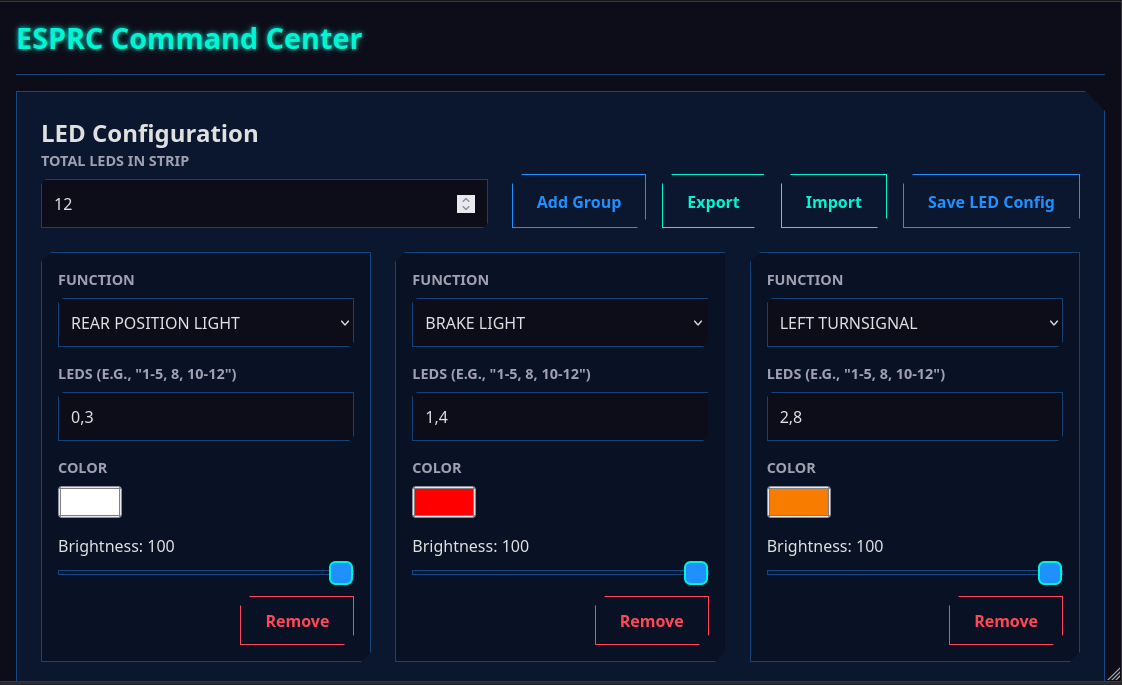 ESPRC Command Center
LED Configuration
TOTAL LEDS IN STRIP
12
Add Group
Export
Import
Save LED Config
FUNCTION
REAR POSITION LIGHT
LEDS (E.G., "1-5, 8, 10-12")
0,3
COLOR
Brightness: 100
Remove
FUNCTION
BRAKE LIGHT
LEDS (E.G., "1-5, 8, 10-12")
1,4
COLOR
Brightness: 100
Remove
FUNCTION
LEFT TURNSIGNAL
LEDS (E.G., "1-5, 8, 10-12")
2,8
COLOR
Brightness: 100
Remove